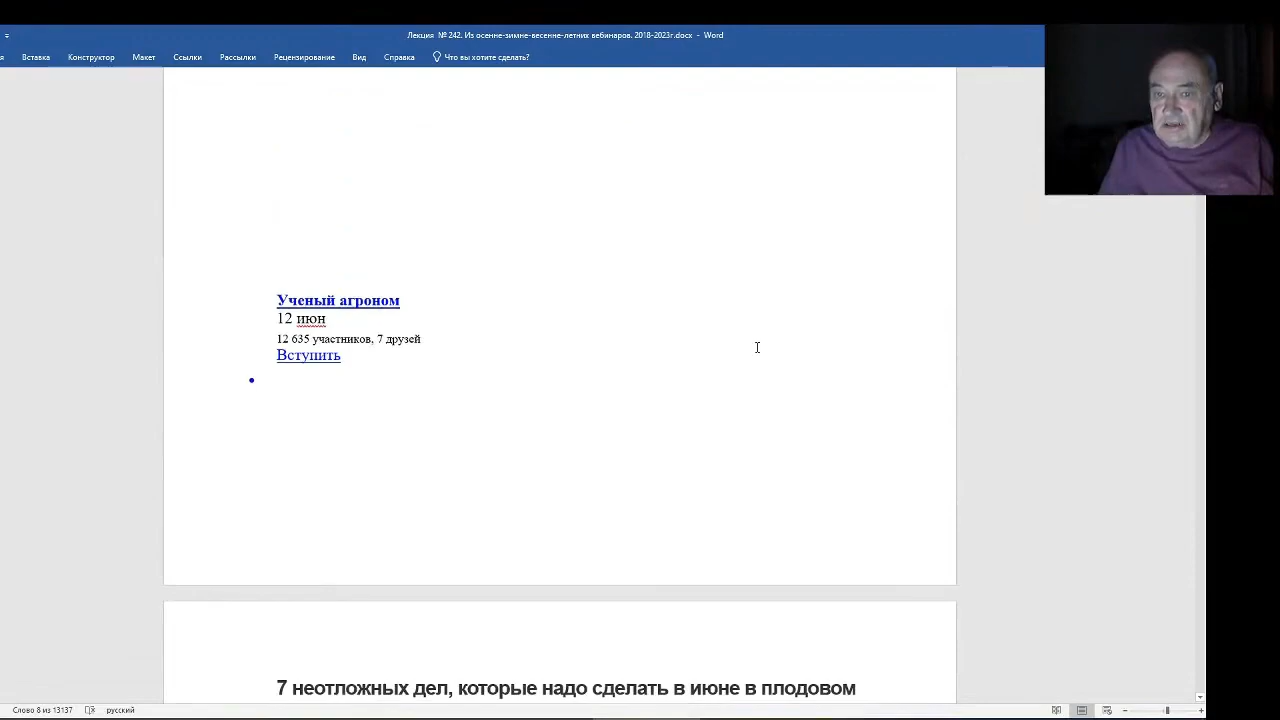 Лекция № 242. Из осенне-зимне-весенне-летних вебинаров. 2018-2023г.docx - Word
я Вставка Конструктор Макет Ссылки Рассылки Рецензирование Вид Справка Что вы хотите сделать?
Ученый агроном
12 июн
12 635 участников, 7 друзей
Вступить
7 неотложных дел, которые надо сделать в июне в плодовом
Слово 8 из 13137 русский